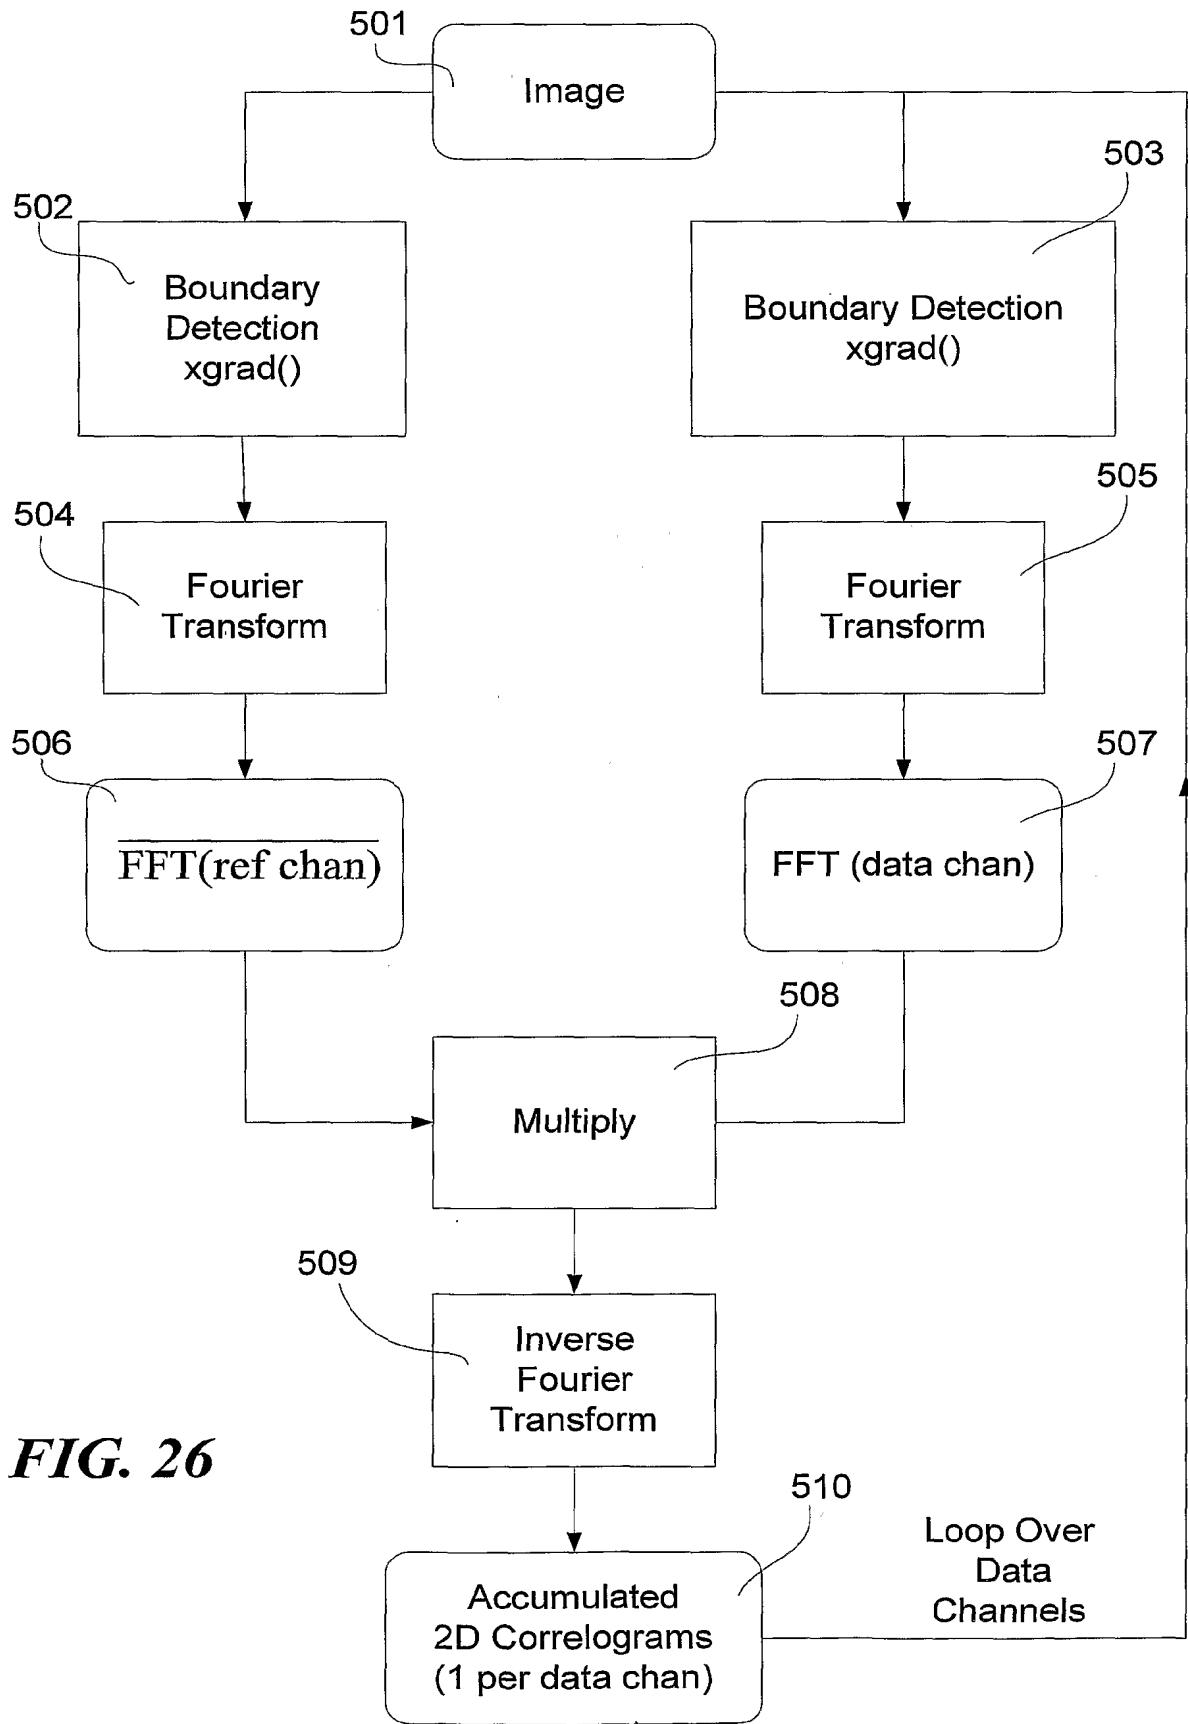 501
Image
503
502
Boundary
Detection
xgrad()
Boundary Detection
xgrad()
505
504
Fourier
Transform
Fourier
Transform
506
507
FFT(ref chan)
FFT (data chan)
508
Multiply
509
Inverse
Fourier
Transform
FIG. 26
510
Loop Over
Data
Channels
Accumulated
2D Correlograms
(1 per data chan)